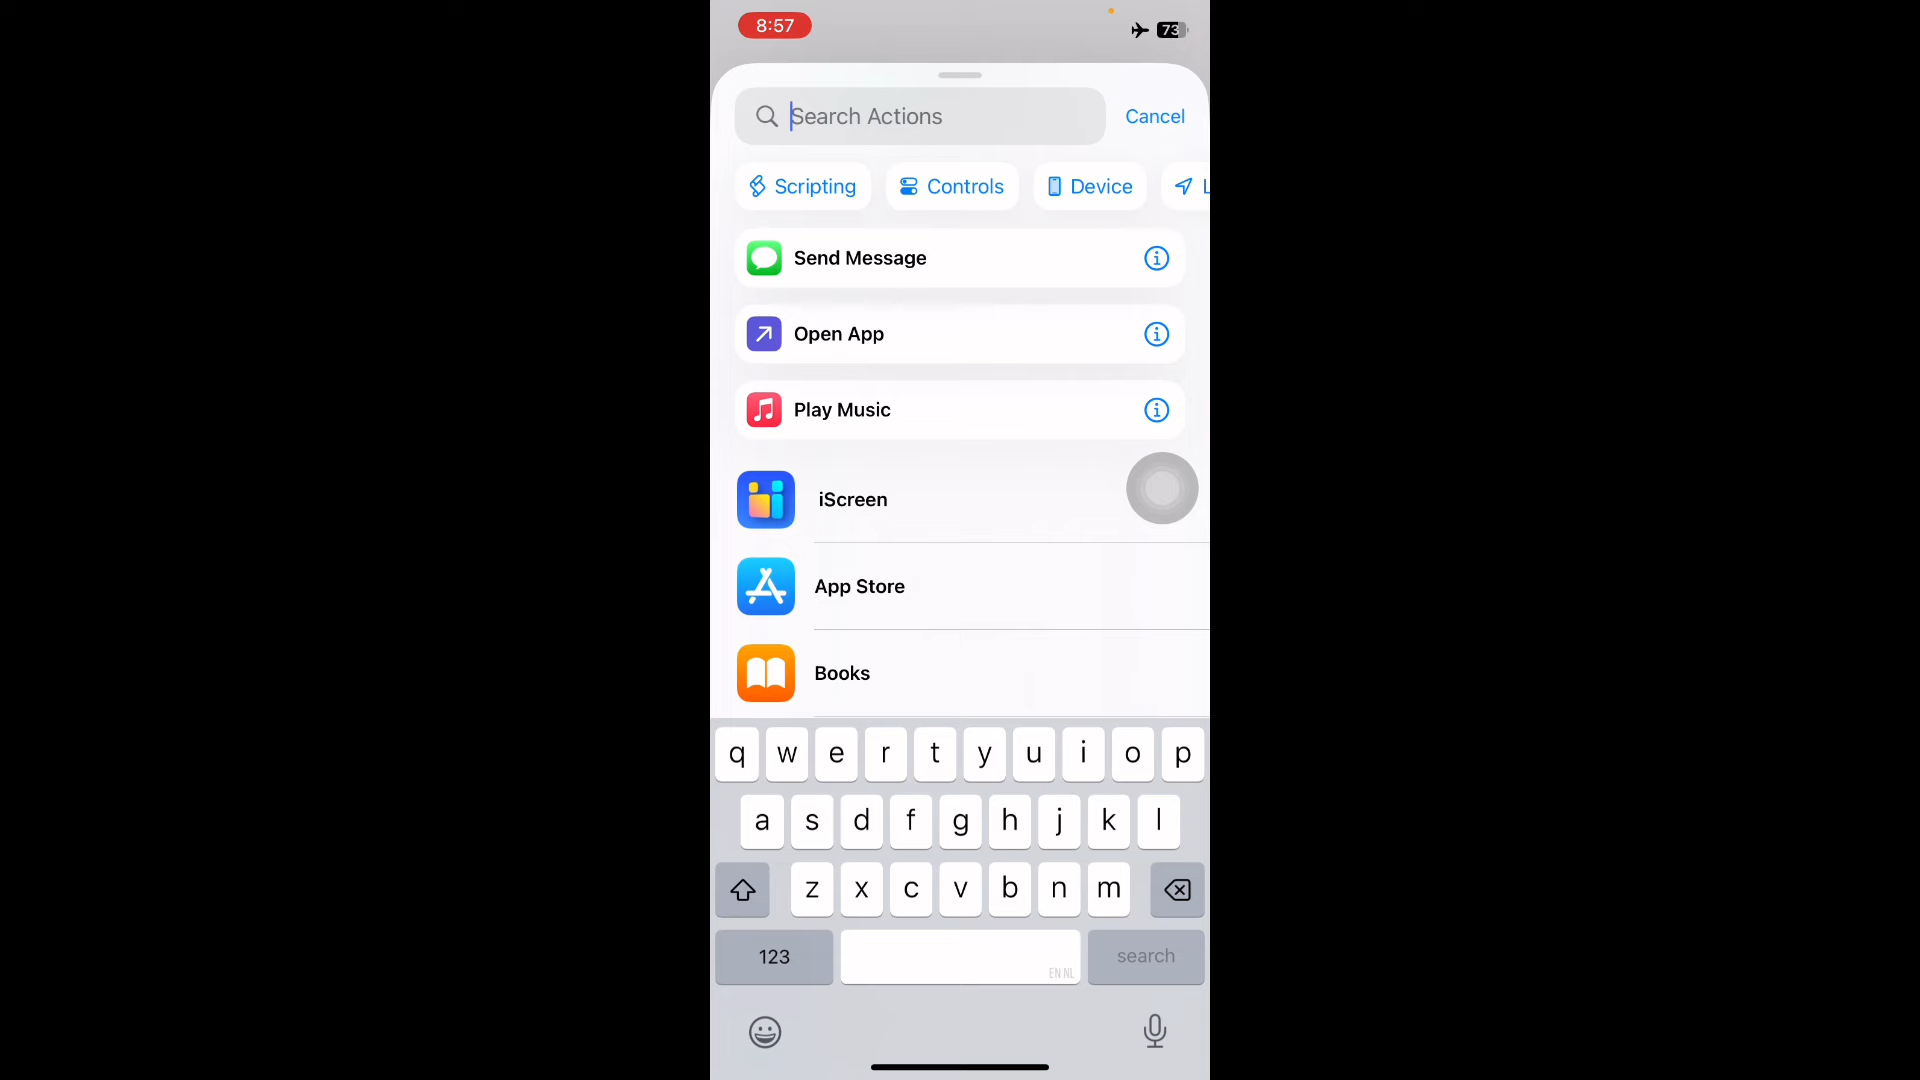 8:57
73
Search Actions
Cancel
Scripting
Controls
Device
L
Send Message
Open App
Play Music
iScreen
App Store
Books
q w e r t y u i o p
a s d f g h j k l
z x c v b n m
123
EN NL
search